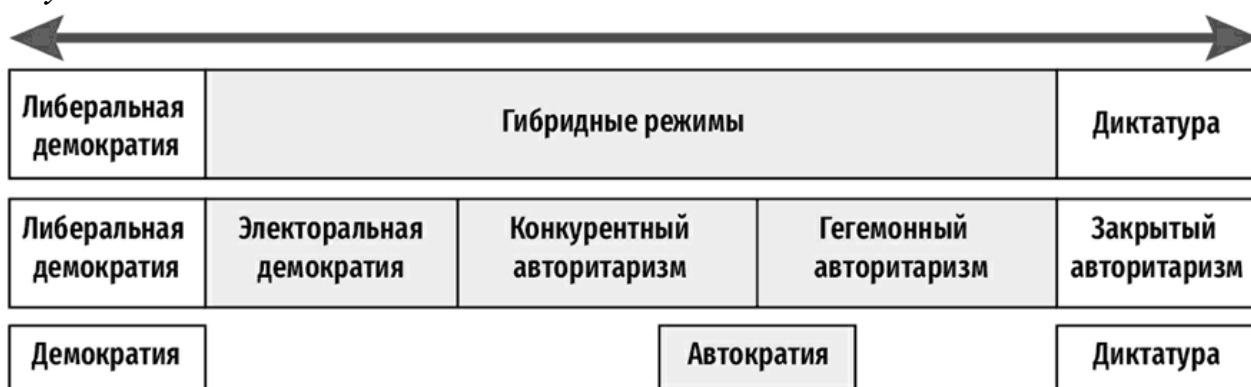 Либеральная демократия
Гибридные режимы
Диктатура
Либеральная демократия
Электоральная демократия
Конкурентный авторитаризм
Гегемонный авторитаризм
Закрытый авторитаризм
Демократия
Автократия
Диктатура